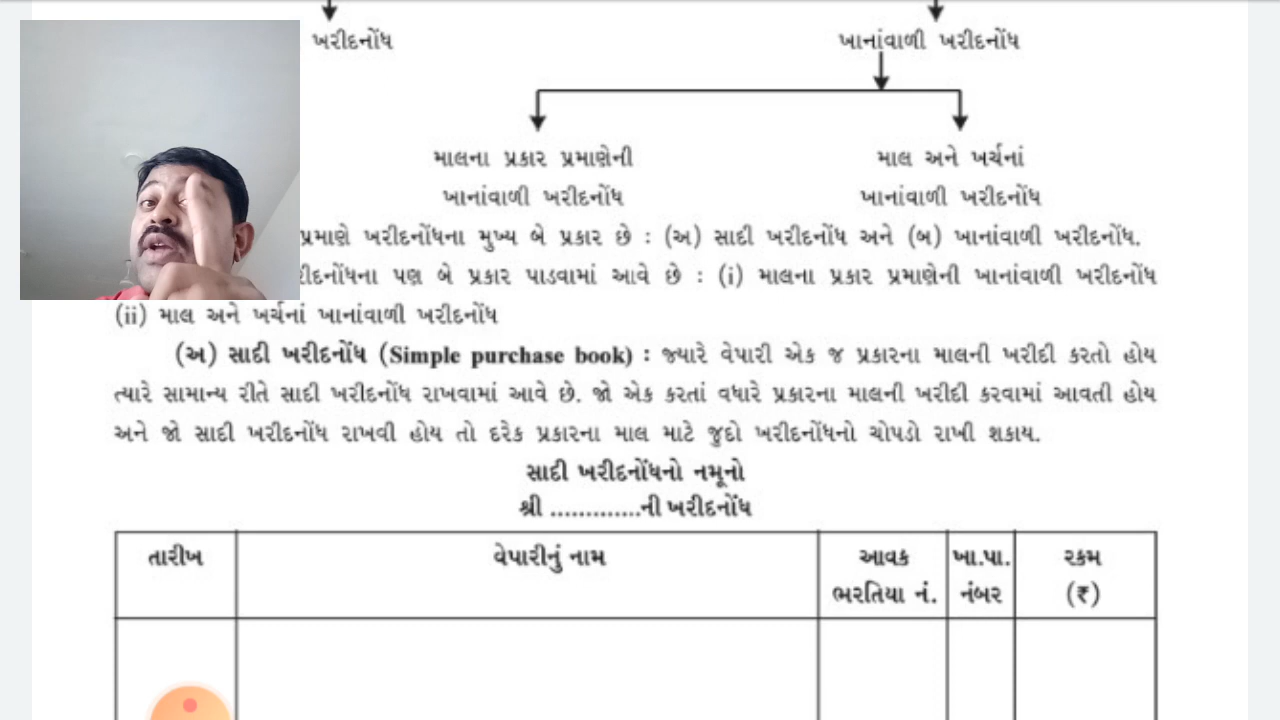 ખરીદનોંધ ખાનાંવાળી ખરીદનોંધ
માલના પ્રકાર પ્રમાણેની માલ અને ખર્ચનાં
ખાનાંવાળી ખરીદનોંધ ખાનાંવાળી ખરીદનોંધ
પ્રમાણે ખરીદનોંધના મુખ્ય બે પ્રકાર છે : (અ) સાદી ખરીદનોંધ અને (બ) ખાનાંવાળી ખરીદનોંધ.
રીદનોંધના પણ બે પ્રકાર પાડવામાં આવે છે : (i) માલના પ્રકાર પ્રમાણેની ખાનાંવાળી ખરીદનોંધ
(ii) માલ અને ખર્ચનાં ખાનાંવાળી ખરીદનોંધ
(અ) સાદી ખરીદનોંધ (Simple purchase book) : જ્યારે વેપારી એક જ પ્રકારના માલની ખરીદી કરતો હોય
ત્યારે સામાન્ય રીતે સાદી ખરીદનોંધ રાખવામાં આવે છે. જો એક કરતાં વધારે પ્રકારના માલની ખરીદી કરવામાં આવતી હોય
અને જો સાદી ખરીદનોંધ રાખવી હોય તો દરેક પ્રકારના માલ માટે જુદો ખરીદનોંધનો ચોપડો રાખી શકાય.
સાદી ખરીદનોંધનો નમૂનો
શ્રી .............ની ખરીદનોંધ
તારીખ વેપારીનું નામ આવક ખા.પા. રકમ
ભરતિયા નં. નંબર (₹)